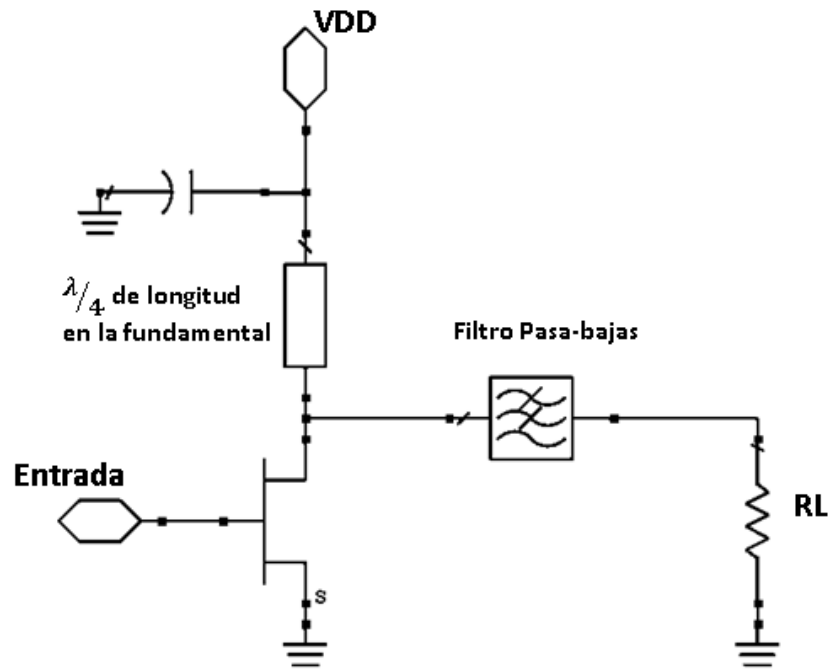 VDD
λ/4 de longitud
en la fundamental
Filtro Pasa-bajas
Entrada
RL
S